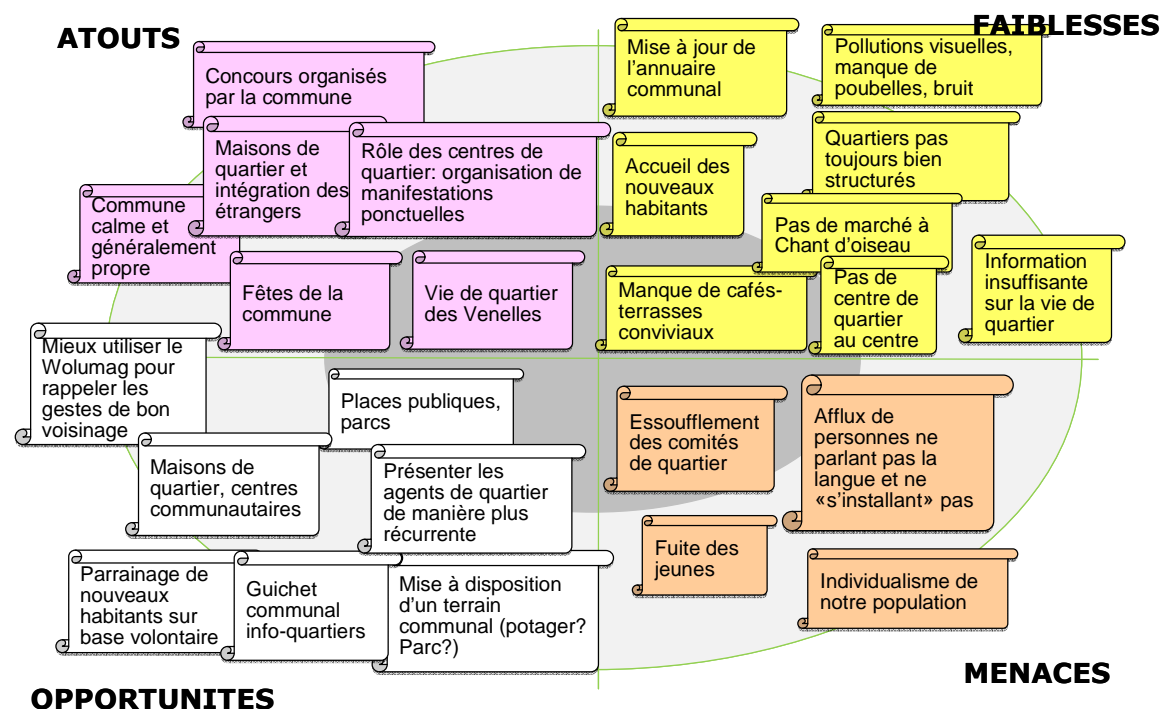 ATOUTS
FAIBLESSES
Concours organisés
par la commune
Maisons de
quartier et
intégration des
étrangers
Rôle des centres de
quartier: organisation de
manifestations
ponctuelles
Commune
calme et
généralement
propre
Fêtes de la
commune
Vie de quartier
des Venelles
Mise à jour de
l’annuaire
communal
Pollutions visuelles,
manque de
poubelles, bruit
Accueil des
nouveaux
habitants
Quartiers pas
toujours bien
structurés
Pas de marché à
Chant d’oiseau
Manque de cafés-
terrasses
conviviaux
Pas de
centre de
quartier
au centre
Information
insuffisante
sur la vie de
quartier
Mieux utiliser le
Wolumag pour
rappeler les
gestes de bon
voisinage
Places publiques,
parcs
Maisons de
quartier, centres
communautaires
Présenter les
agents de quartier
de manière plus
récurrente
Parrainage de
nouveaux
habitants sur
base volontaire
Guichet
communal
info-quartiers
Mise à disposition
d’un terrain
communal (potager?
Parc?)
Essoufflement
des comités
de quartier
Afflux de
personnes ne
parlant pas la
langue et ne
«s’installant» pas
Fuite des
jeunes
Individualisme de
notre population
OPPORTUNITES
MENACES